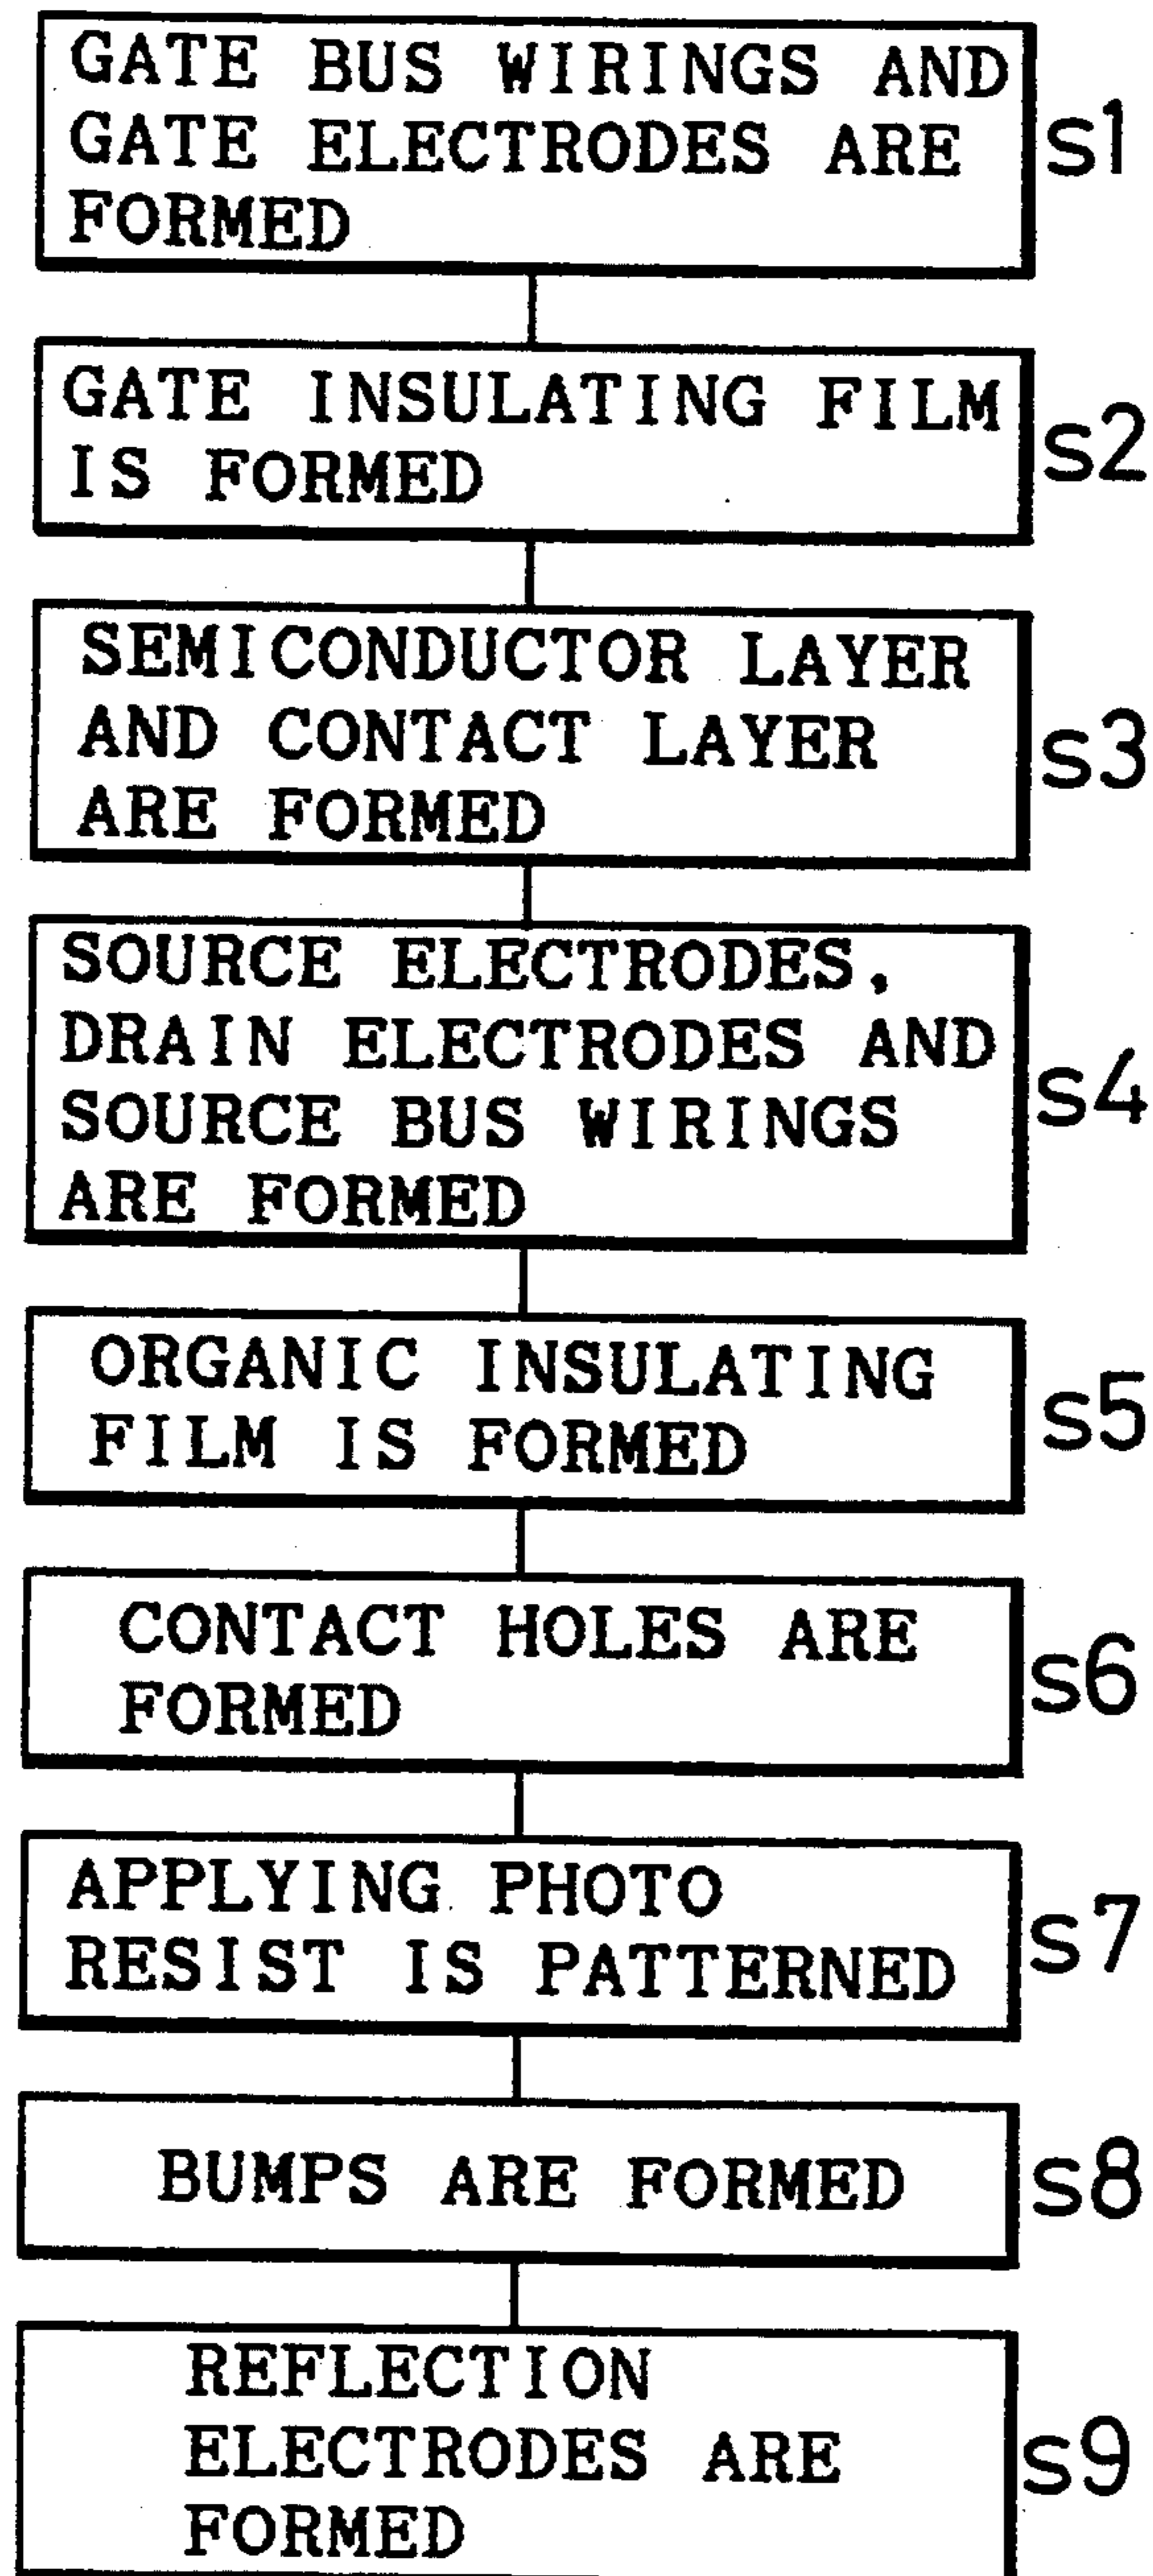 GATE BUS WIRINGS AND
GATE ELECTRODES ARE
FORMED
s1
GATE INSULATING FILM
IS FORMED
s2
SEMICONDUCTOR LAYER
AND CONTACT LAYER
ARE FORMED
s3
SOURCE ELECTRODES,
DRAIN ELECTRODES AND
SOURCE BUS WIRINGS
ARE FORMED
s4
ORGANIC INSULATING
FILM IS FORMED
s5
CONTACT HOLES ARE
FORMED
s6
APPLYING PHOTO
RESIST IS PATTERNED
s7
BUMPS ARE FORMED
s8
REFLECTION
ELECTRODES ARE
FORMED
s9